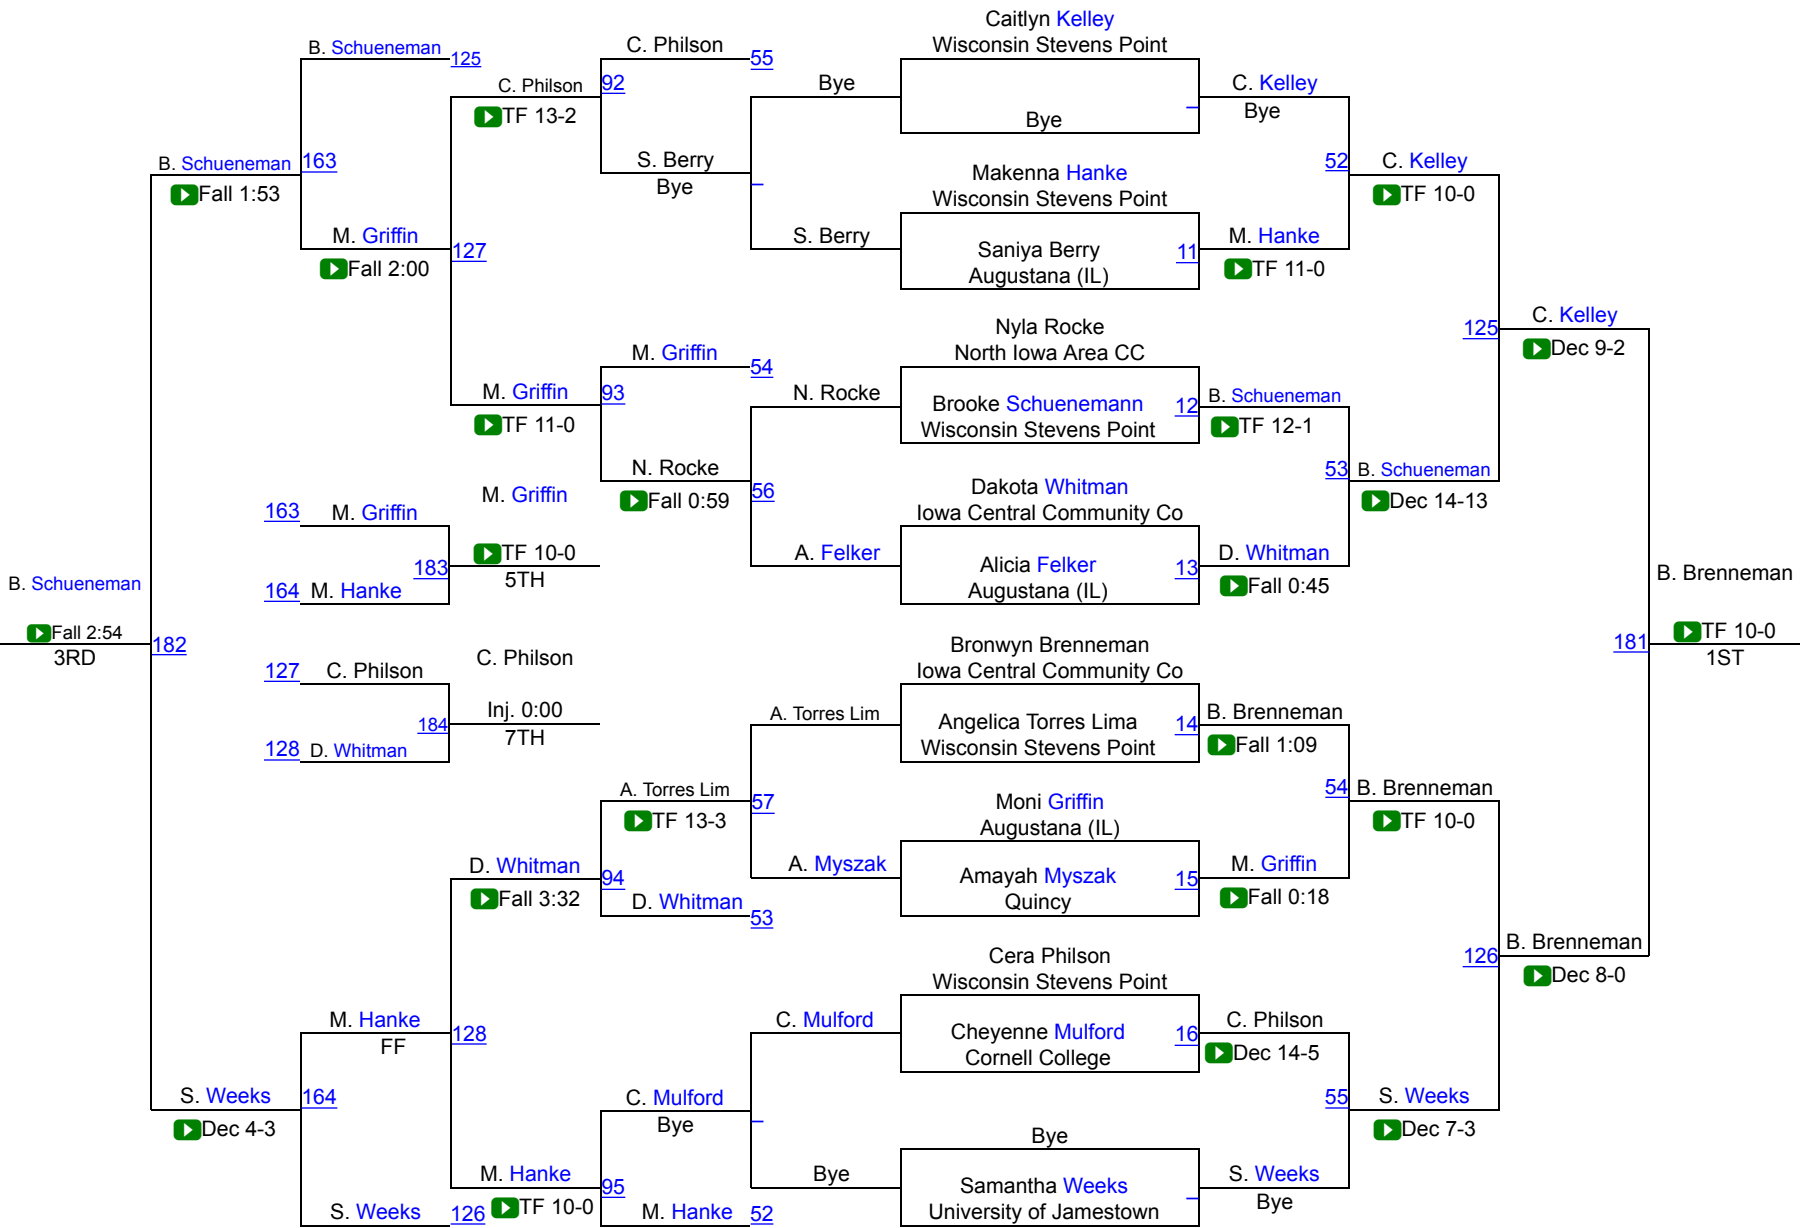 Caitlyn Kelley
Wisconsin Stevens Point
Bye
Makenna Hanke
Wisconsin Stevens Point
Saniya Berry
Augustana (IL)
11
Nyla Rocke
North Iowa Area CC
Brooke Schuenemann
Wisconsin Stevens Point
12
Dakota Whitman
Iowa Central Community Co
Alicia Felker
Augustana (IL)
13
Bronwyn Brenneman
Iowa Central Community Co
Angelica Torres Lima
Wisconsin Stevens Point
14
Moni Griffin
Augustana (IL)
Amayah Myszak
Quincy
15
Cera Philson
Wisconsin Stevens Point
Cheyenne Mulford
Cornell College
16
Bye
Samantha Weeks
University of Jamestown
C. Kelley
Bye
52
M. Hanke
TF 11-0
B. Schueneman
TF 12-1
53
D. Whitman
Fall 0:45
B. Brenneman
Fall 1:09
54
M. Griffin
Fall 0:18
C. Philson
Dec 14-5
55
S. Weeks
Bye
C. Kelley
TF 10-0
125
B. Schueneman
Dec 14-13
B. Brenneman
TF 10-0
126
S. Weeks
Dec 7-3
C. Kelley
Dec 9-2
181
B. Brenneman
Dec 8-0
B. Brenneman
TF 10-0
1ST
Bye
S. Berry
N. Rocke
56
A. Felker
A. Torres Lim
57
A. Myszak
C. Mulford
Bye
C. Philson
55
92
S. Berry
Bye
M. Griffin
54
93
N. Rocke
Fall 0:59
A. Torres Lim
TF 13-3
94
D. Whitman
53
C. Mulford
Bye
95
M. Hanke
52
C. Philson
TF 13-2
127
M. Griffin
TF 11-0
D. Whitman
Fall 3:32
128
M. Hanke
TF 10-0
B. Schueneman
125
163
M. Griffin
Fall 2:00
M. Hanke
FF
164
S. Weeks
126
B. Schueneman
Fall 1:53
182
S. Weeks
Dec 4-3
B. Schueneman
Fall 2:54
3RD
163
M. Griffin
164
M. Hanke
183
M. Griffin
TF 10-0
5TH
127
C. Philson
128
D. Whitman
184
C. Philson
Inj. 0:00
7TH